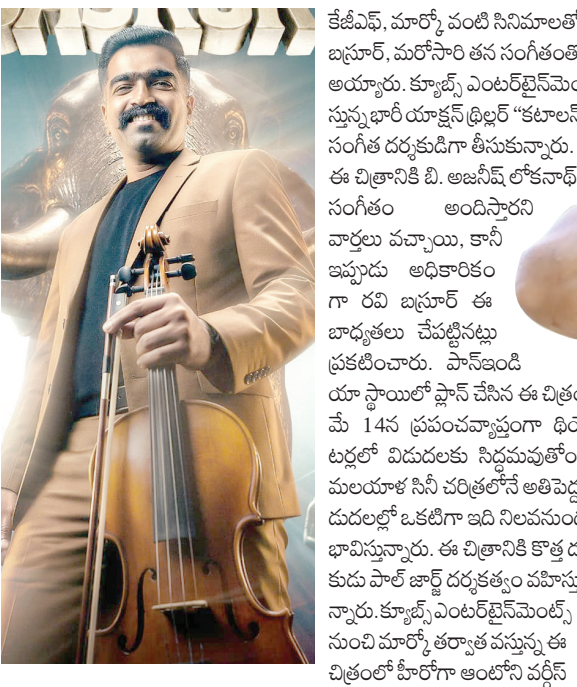 కేజీఎఫ్, మార్కో వంటి సినిమాలతో
బస్రూర్, మరోసారి తన సంగీతంతో
అయ్యారు. క్యూబ్స్ ఎంటర్‌టైన్‌మెం
స్తున్న భారీ యాక్షన్ థ్రిల్లర్ “కటాలన్
సంగీత దర్శకుడిగా తీసుకున్నారు.
ఈ చిత్రానికి బి. అజనీష్ లోకనాథ్
సంగీతం అందిస్తారని
వార్తలు వచ్చాయి, కానీ
ఇప్పుడు అధికారికం
గా రవి బస్రూర్ ఈ
బాధ్యతలు చేపట్టినట్లు
ప్రకటించారు. పాన్ఇండి
యా స్థాయిలో ప్లాన్ చేసిన ఈ చిత్రం
మే 14న ప్రపంచవ్యాప్తంగా థియే
టర్లలో విడుదలకు సిద్ధమవుతోం
మలయాళ సినీ చరిత్రలోనే అతిపెద్ద
డుదలల్లో ఒకటిగా ఇది నిలవనుం
భావిస్తున్నారు. ఈ చిత్రానికి కొత్త ద
కుడు పాల్ జార్జ్ దర్శకత్వం వహిస్తు
న్నారు.క్యూబ్స్ ఎంటర్‌టైన్‌మెంట్స్
నుంచి మార్కో తర్వాత వస్తున్న ఈ
చిత్రంలో హీరోగా ఆంటోని వర్గీస్